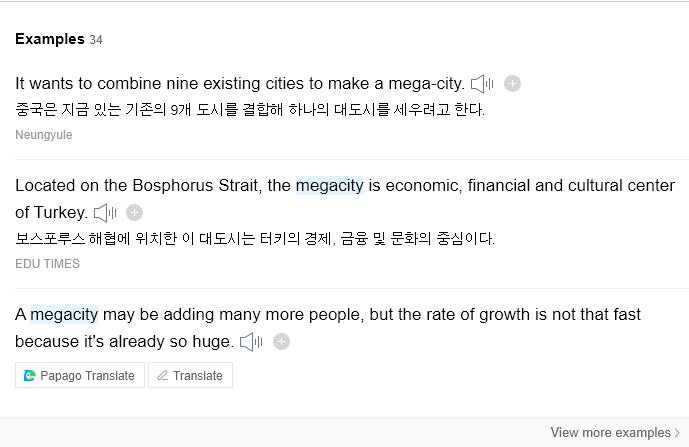 Examples 34
It wants to combine nine existing cities to make a mega-city.
중국은 지금 있는 기존의 9개 도시를 결합해 하나의 대도시를 세우려고 한다.
Neungyule
Located on the Bosphorus Strait, the megacity is economic, financial and cultural center
of Turkey.
보스포루스 해협에 위치한 이 대도시는 터키의 경제, 금융 및 문화의 중심이다.
EDU TIMES
A megacity may be adding many more people, but the rate of growth is not that fast
because it's already so huge.
Papago Translate Translate
View more examples